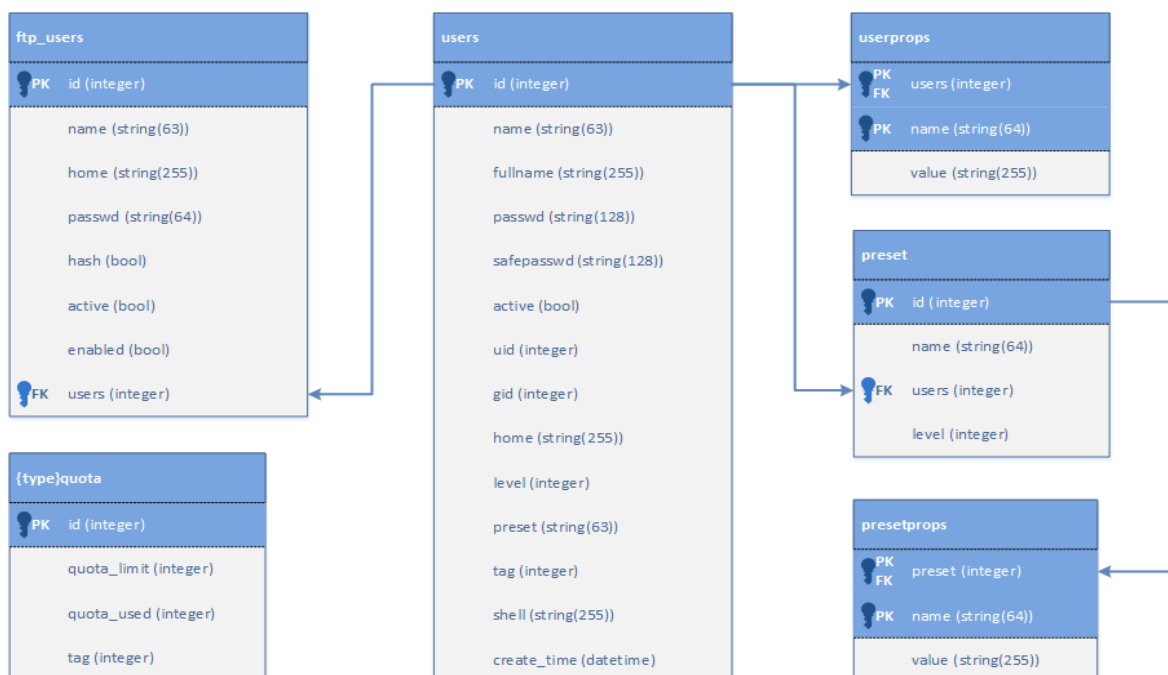 ftp_users
PK id (integer)
name (string(63))
home (string(255))
passwd (string(64))
hash (bool)
active (bool)
enabled (bool)
FK users (integer)
{type}quota
PK id (integer)
quota_limit (integer)
quota_used (integer)
tag (integer)
users
PK id (integer)
name (string(63))
fullname (string(255))
passwd (string(128))
safepasswd (string(128))
active (bool)
uid (integer)
gid (integer)
home (string(255))
level (integer)
preset (string(63))
tag (integer)
shell (string(255))
create_time (datetime)
userprops
PK
FK users (integer)
PK name (string(64))
value (string(255))
preset
PK id (integer)
name (string(64))
FK users (integer)
level (integer)
presetprops
PK
FK preset (integer)
PK name (string(64))
value (string(255))